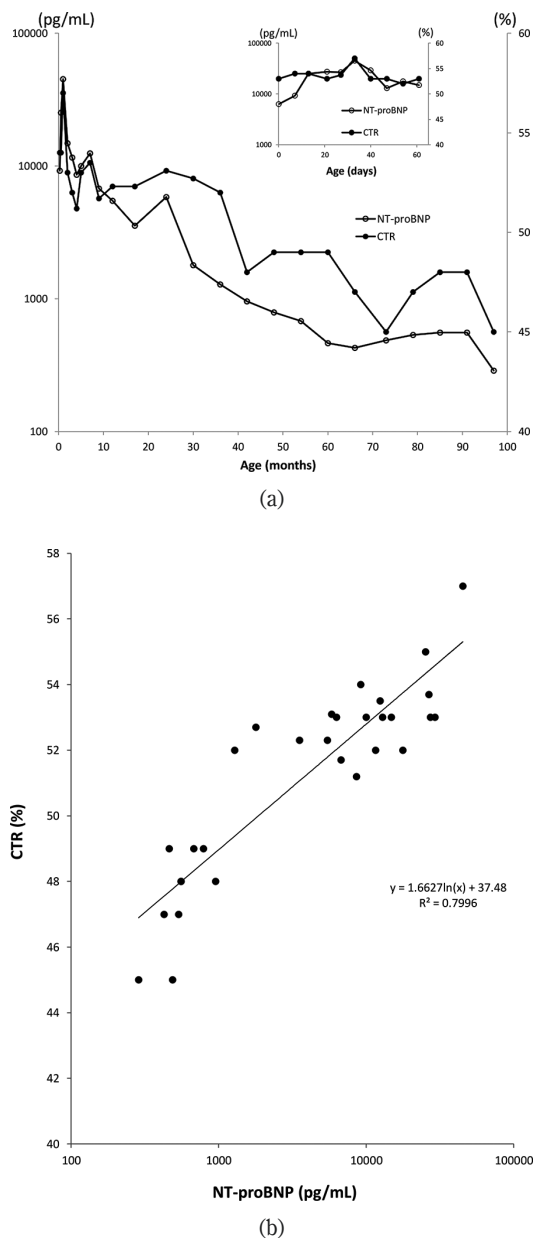 (pg/mL) (%)
100000 60
(pg/mL) (%)
100000 60
55
10000 50
NT-proBNP
45
CTR
1000 40
0 20 40 60 80
Age (days)
55
10000
NT-proBNP
50
CTR
1000
45
100 40
0 10 20 30 40 50 60 70 80 90 100
Age (months)
(a)
58
56
54
52
50
CTR (%)
y = 1.6627ln(x) + 37.48
R² = 0.7996
48
46
44
42
40
100 1000 10000 100000
NT-proBNP (pg/mL)
(b)